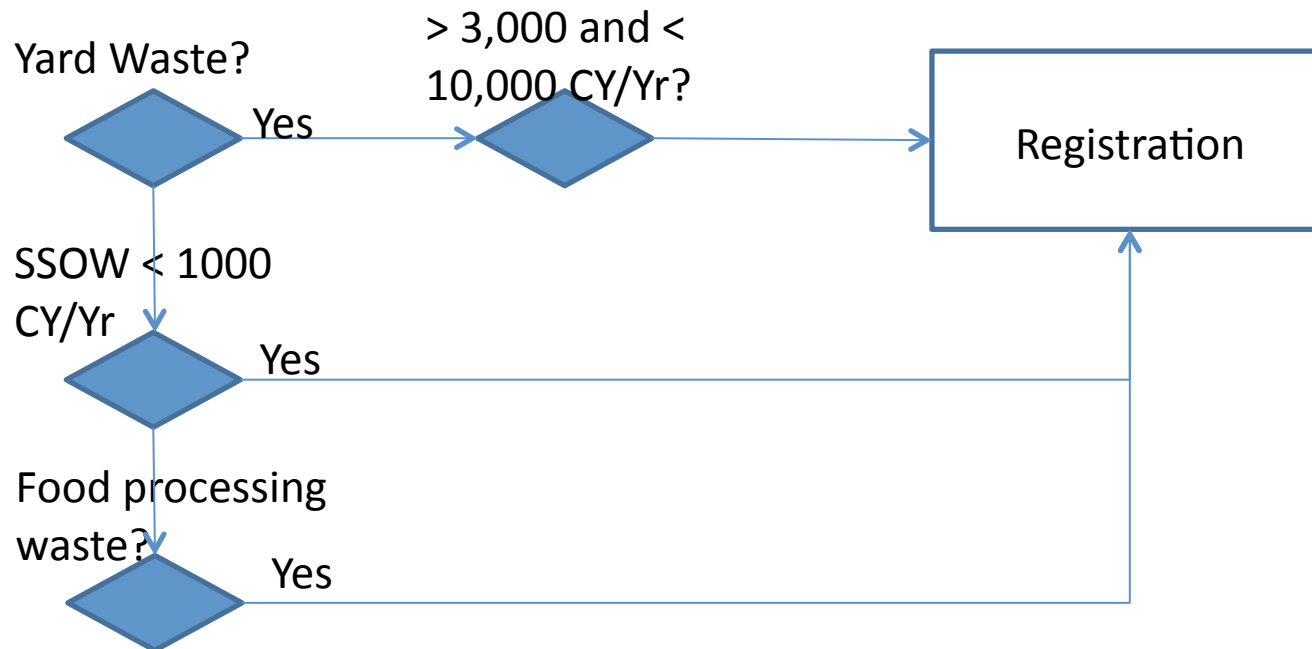 Yard Waste?
> 3,000 and <
10,000 CY/Yr?
Yes
Registration
SSOW < 1000
CY/Yr
Yes
Food processing
waste?
Yes